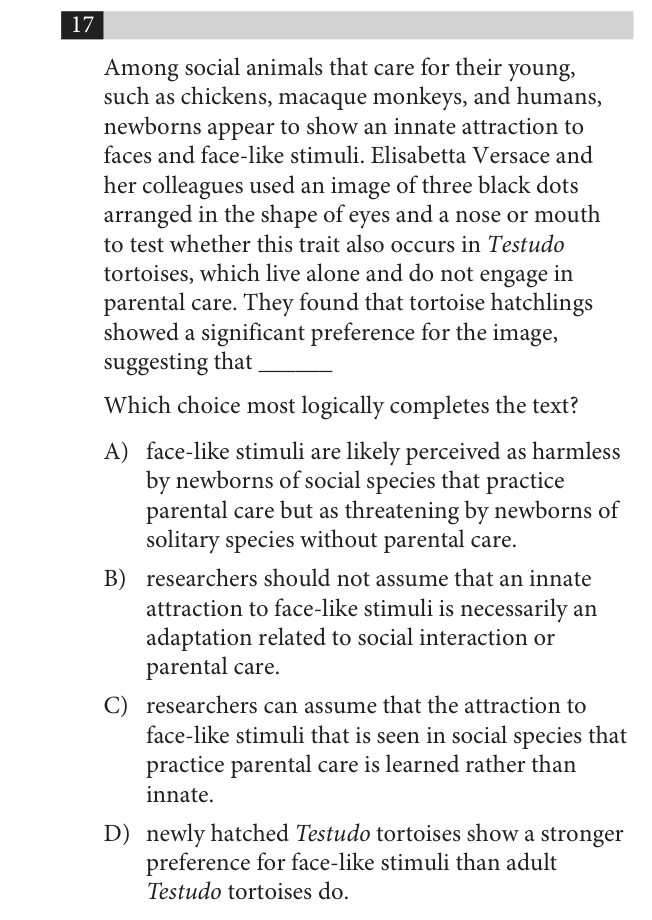 17
Among social animals that care for their young,
such as chickens, macaque monkeys, and humans,
newborns appear to show an innate attraction to
faces and face-like stimuli. Elisabetta Versace and
her colleagues used an image of three black dots
arranged in the shape of eyes and a nose or mouth
to test whether this trait also occurs in Testudo
tortoises, which live alone and do not engage in
parental care. They found that tortoise hatchlings
showed a significant preference for the image,
suggesting that ______
Which choice most logically completes the text?
A) face-like stimuli are likely perceived as harmless
by newborns of social species that practice
parental care but as threatening by newborns of
solitary species without parental care.
B) researchers should not assume that an innate
attraction to face-like stimuli is necessarily an
adaptation related to social interaction or
parental care.
C) researchers can assume that the attraction to
face-like stimuli that is seen in social species that
practice parental care is learned rather than
innate.
D) newly hatched Testudo tortoises show a stronger
preference for face-like stimuli than adult
Testudo tortoises do.